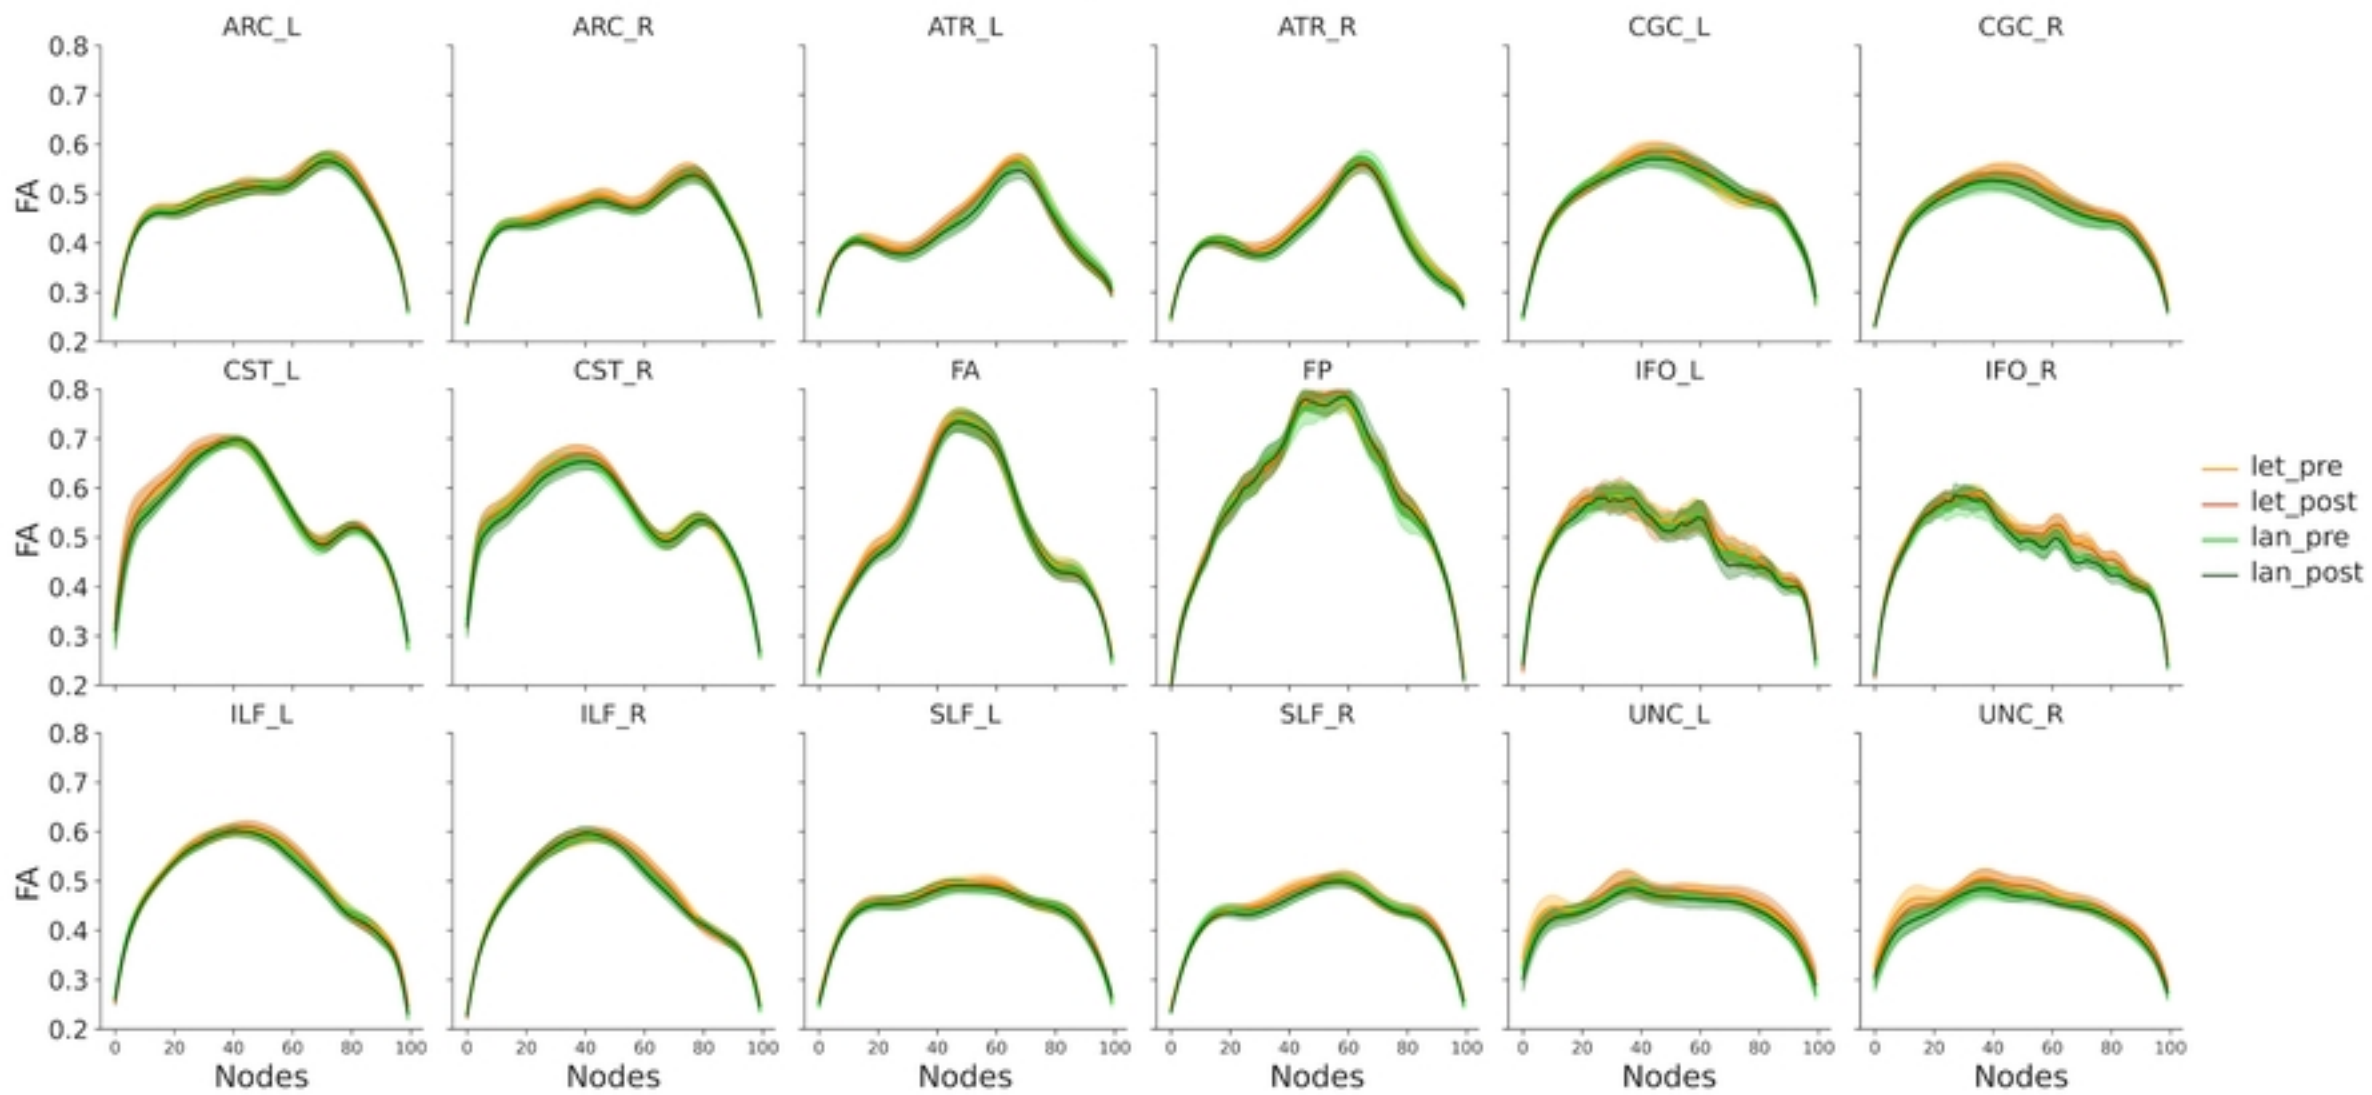 ARC_L ARC_R ATR_L ATR_R CGC_L CGC_R
0.8
0.7
0.6
0.5
0.4
0.3
0.2
FA
CST_L CST_R FA FP IFO_L IFO_R
0.8
0.7
0.6
0.5
0.4
0.3
0.2
FA
let_pre
let_post
lan_pre
lan_post
ILF_L ILF_R SLF_L SLF_R UNC_L UNC_R
0.8
0.7
0.6
0.5
0.4
0.3
0.2
FA
0 20 40 60 80 100 0 20 40 60 80 100 0 20 40 60 80 100 0 20 40 60 80 100 0 20 40 60 80 100 0 20 40 60 80 100
Nodes Nodes Nodes Nodes Nodes Nodes